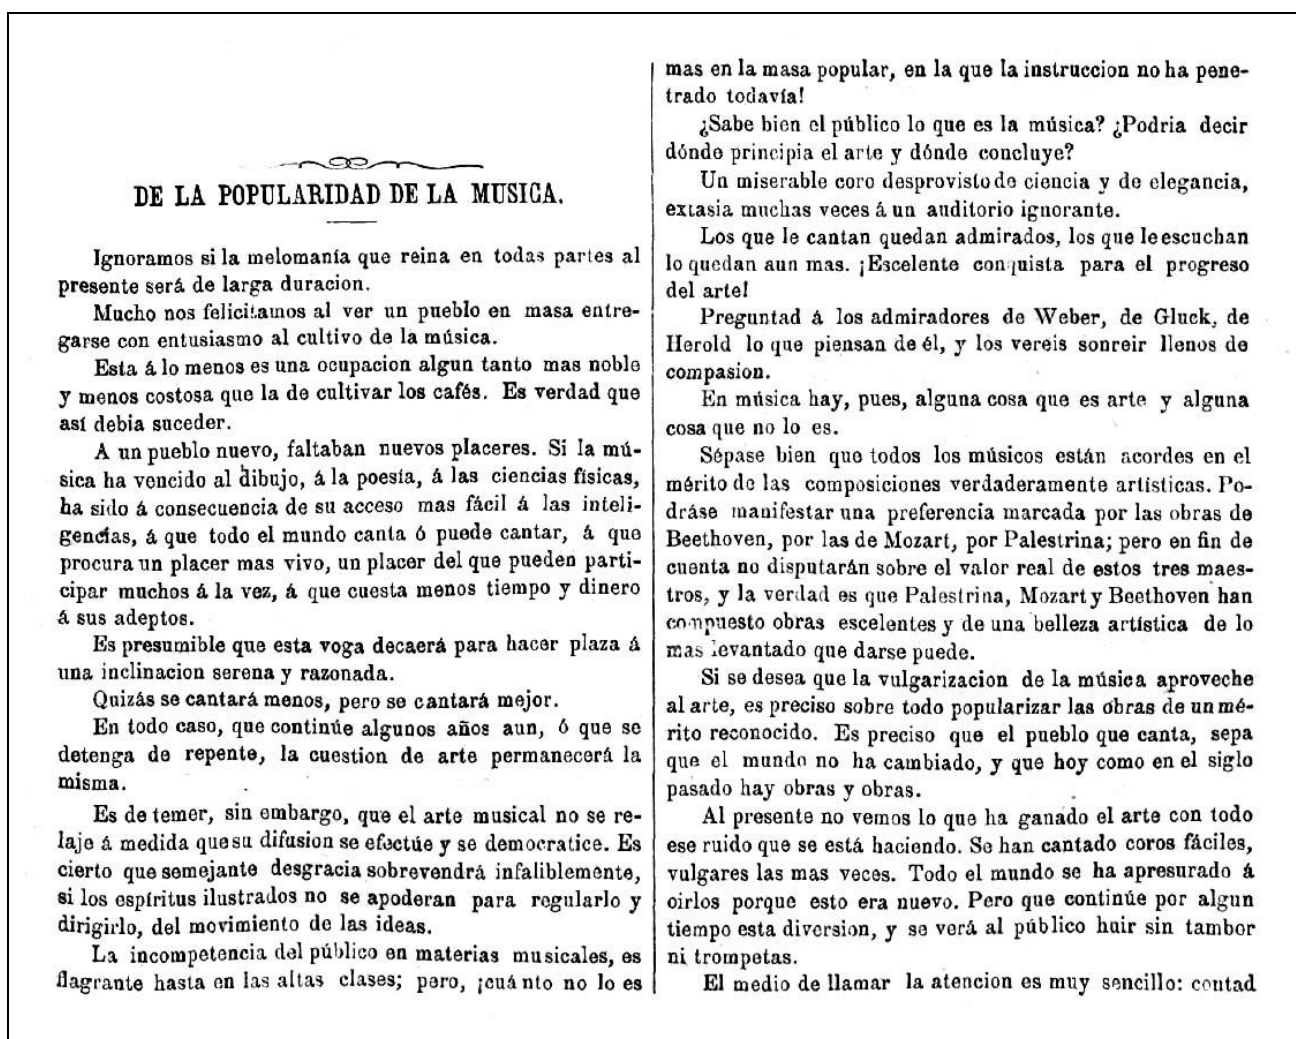 DE LA POPULARIDAD DE LA MUSICA.
Ignoramos si la melomanía que reina en todas partes al
presente será de larga duracion.
Mucho nos felicitamos al ver un pueblo en masa entre-
garse con entusiasmo al cultivo de la música.
Esta á lo menos es una ocupacion algun tanto mas noble
y menos costosa que la de cultivar los cafés. Es verdad que
así debia suceder.
A un pueblo nuevo, faltaban nuevos placeres. Si la mú-
sica ha vencido al dibujo, á la poesía, á las ciencias físicas,
ha sido á consecuencia de su acceso mas fácil á las inteli-
gencias, á que todo el mundo canta ó puede cantar, á que
procura un placer mas vivo, un placer del que pueden parti-
cipar muchos á la vez, á que cuesta menos tiempo y dinero
á sus adeptos.
Es presumible que esta voga decaerá para hacer plaza á
una inclinacion serena y razonada.
Quizás se cantará menos, pero se cantará mejor.
En todo caso, que continúe algunos años aun, ó que se
detenga de repente, la cuestion de arte permanecerá la
misma.
Es de temer, sin embargo, que el arte musical no se re-
laje á medida que su difusion se efectúe y se democratice. Es
cierto que semejante desgracia sobrevendrá infaliblemente,
si los espíritus ilustrados no se apoderan para regularlo y
dirigirlo, del movimiento de las ideas.
La incompetencia del público en materias musicales, es
flagrante hasta en las altas clases; pero, ¡cuánto no lo es
mas en la masa popular, en la que la instruccion no ha pene-
trado todavía!
¿Sabe bien el público lo que es la música? ¿Podria decir
dónde principia el arte y dónde concluye?
Un miserable coro desprovisto de ciencia y de elegancia,
extasia muchas veces á un auditorio ignorante.
Los que le cantan quedan admirados, los que le escuchan
lo quedan aun mas. ¡Escelente conquista para el progreso
del arte!
Preguntad á los admiradores de Weber, de Gluck, de
Herold lo que piensan de él, y los vereis sonreir llenos de
compasion.
En música hay, pues, alguna cosa que es arte y alguna
cosa que no lo es.
Sépase bien que todos los músicos están acordes en el
mérito de las composiciones verdaderamente artísticas. Po-
dráse manifestar una preferencia marcada por las obras de
Beethoven, por las de Mozart, por Palestrina; pero en fin de
cuenta no disputarán sobre el valor real de estos tres maes-
tros, y la verdad es que Palestrina, Mozart y Beethoven han
compuesto obras escelentes y de una belleza artística de lo
mas levantado que darse puede.
Si se desea que la vulgarizacion de la música aproveche
al arte, es preciso sobre todo popularizar las obras de un mé-
rito reconocido. Es preciso que el pueblo que canta, sepa
que el mundo no ha cambiado, y que hoy como en el siglo
pasado hay obras y obras.
Al presente no vemos lo que ha ganado el arte con todo
ese ruido que se está haciendo. Se han cantado coros fáciles,
vulgares las mas veces. Todo el mundo se ha apresurado á
oirlos porque esto era nuevo. Pero que continúe por algun
tiempo esta diversion, y se verá al público huir sin tambor
ni trompetas.
El medio de llamar la atencion es muy sencillo: contad